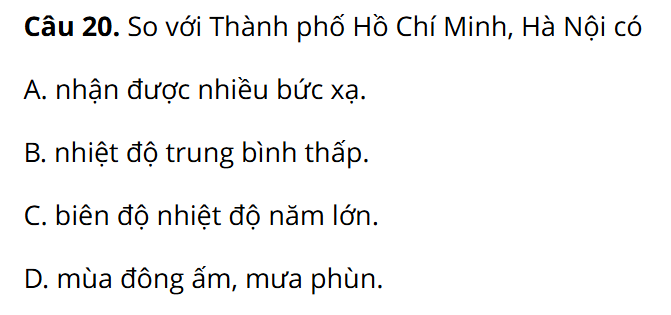 Câu 20. So với Thành phố Hồ Chí Minh, Hà Nội có
A. nhận được nhiều bức xạ.
B. nhiệt độ trung bình thấp.
C. biên độ nhiệt độ năm lớn.
D. mùa đông ấm, mưa phùn.